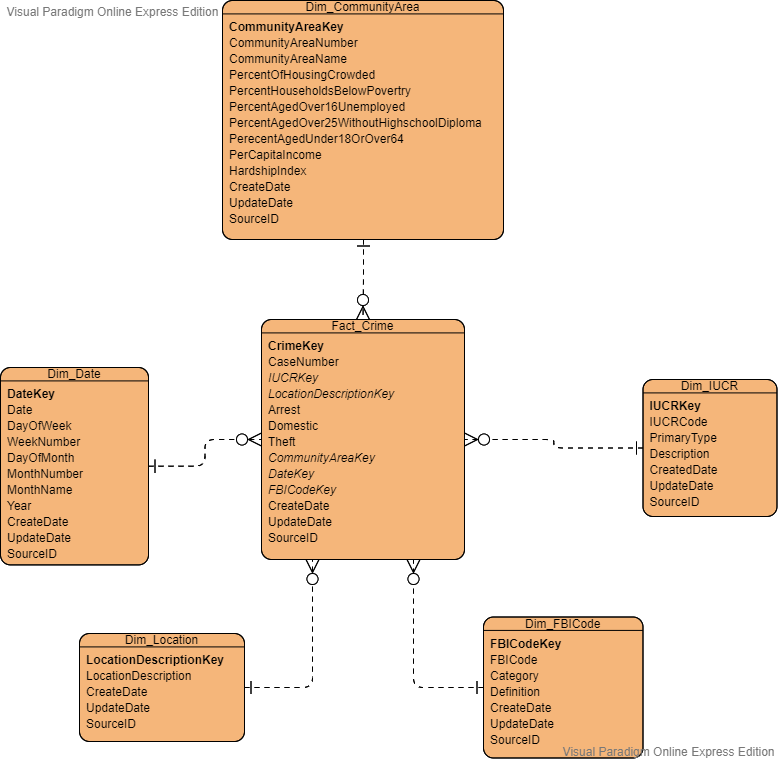 Visual Paradigm Online Express Edition
Dim_CommunityArea
CommunityAreaKey
CommunityAreaNumber
CommunityAreaName
PercentOfHousingCrowded
PercentHouseholdsBelowPovertry
PercentAgedOver16Unemployed
PercentAgedOver25WithoutHighschoolDiploma
PerecentAgedUnder18OrOver64
PerCapitaIncome
HardshipIndex
CreateDate
UpdateDate
SourceID
Fact_Crime
CrimeKey
CaseNumber
IUCRKey
LocationDescriptionKey
Arrest
Domestic
Theft
CommunityAreaKey
DateKey
FBICodeKey
CreateDate
UpdateDate
SourceID
Dim_Date
DateKey
Date
DayOfWeek
WeekNumber
DayOfMonth
MonthNumber
MonthName
Year
CreateDate
UpdateDate
SourceID
Dim_IUCR
IUCRKey
IUCRCode
PrimaryType
Description
CreatedDate
UpdateDate
SourceID
Dim_Location
LocationDescriptionKey
LocationDescription
CreateDate
UpdateDate
SourceID
Dim_FBICode
FBICodeKey
FBICode
Category
Definition
CreateDate
UpdateDate
SourceID
Visual Paradigm Online Express Edition